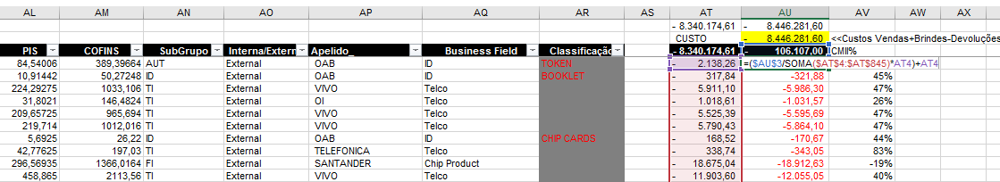 AL AM AN AO AP AQ AR AS AT AU AV AW AX
- 8.340.174,61 - 8.446.281,60
CUSTO - 8.446.281,60 <<Custos Vendas+Brindes-Devoluções
PIS COFINS SubGrupo Interna/Extern Apelido_ Business Field Classificaçã - 8.340.174,61 - 106.107,00 CMII%
84,54006 389,39664 AUT External OAB ID TOKEN - 2.138,26 =($AU$3/SOMA($AT$4:$AT$845)*AT4)+AT4
10,91442 50,27248 ID External OAB ID BOOKLET - 317,84 -321,88 45%
224,29275 1033,106 TI External VIVO Telco - 5.911,10 -5.986,30 47%
31,8021 146,4824 TI External OI Telco - 1.018,61 -1.031,57 26%
209,65725 965,694 TI External VIVO Telco - 5.525,39 -5.595,69 47%
219,714 1012,016 TI External VIVO Telco - 5.790,43 -5.864,10 47%
5,6925 26,22 ID External OAB ID CHIP CARDS - 168,52 -170,67 44%
42,77625 197,03 TI External TELEFONICA Telco - 338,74 -343,05 83%
296,56935 1366,0164 FI External SANTANDER Chip Product - 18.675,04 -18.912,63 -19%
458,865 2113,56 TI External VIVO Telco - 11.903,60 -12.055,05 40%